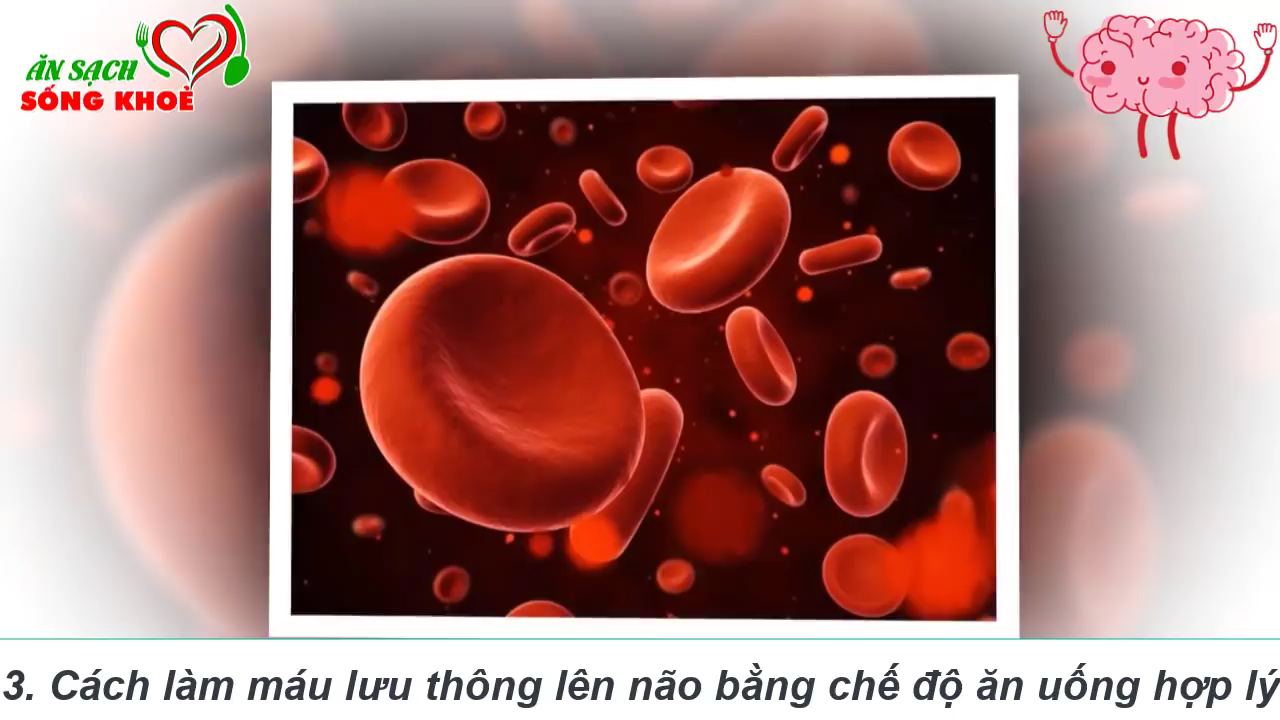 ĂN SẠCH
SỐNG KHOẺ
3. Cách làm máu lưu thông lên não bằng chế độ ăn uống hợp lý